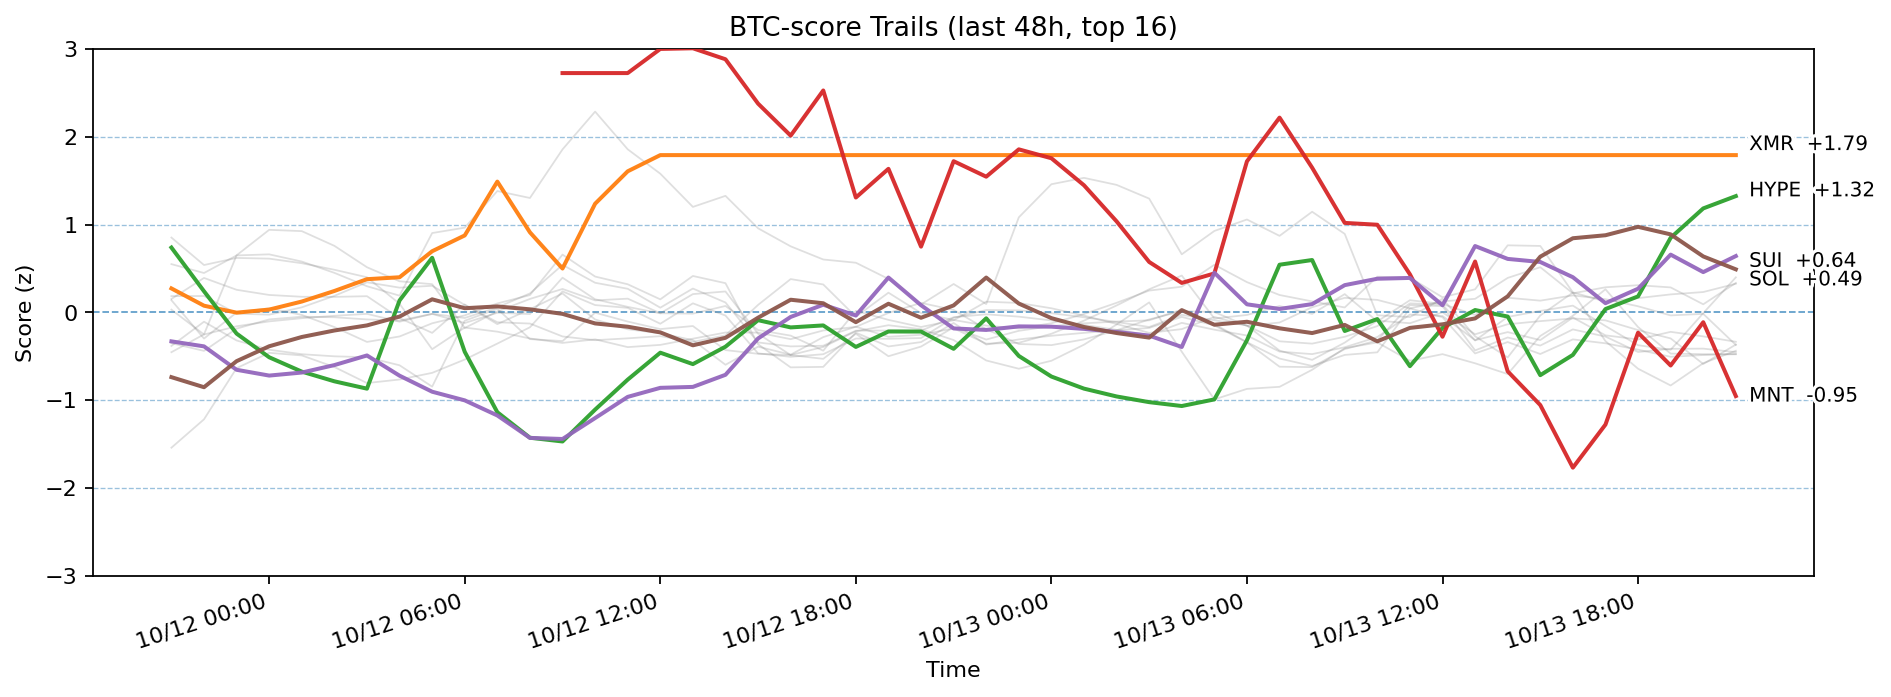 BTC-score Trails (last 48h, top 16)
Score (z)
3
2
1
0
−1
−2
−3
XMR +1.79
HYPE +1.32
SUI +0.64
SOL +0.49
MNT -0.95
10/12 00:00
10/12 06:00
10/12 12:00
10/12 18:00
10/13 00:00
10/13 06:00
10/13 12:00
10/13 18:00
Time